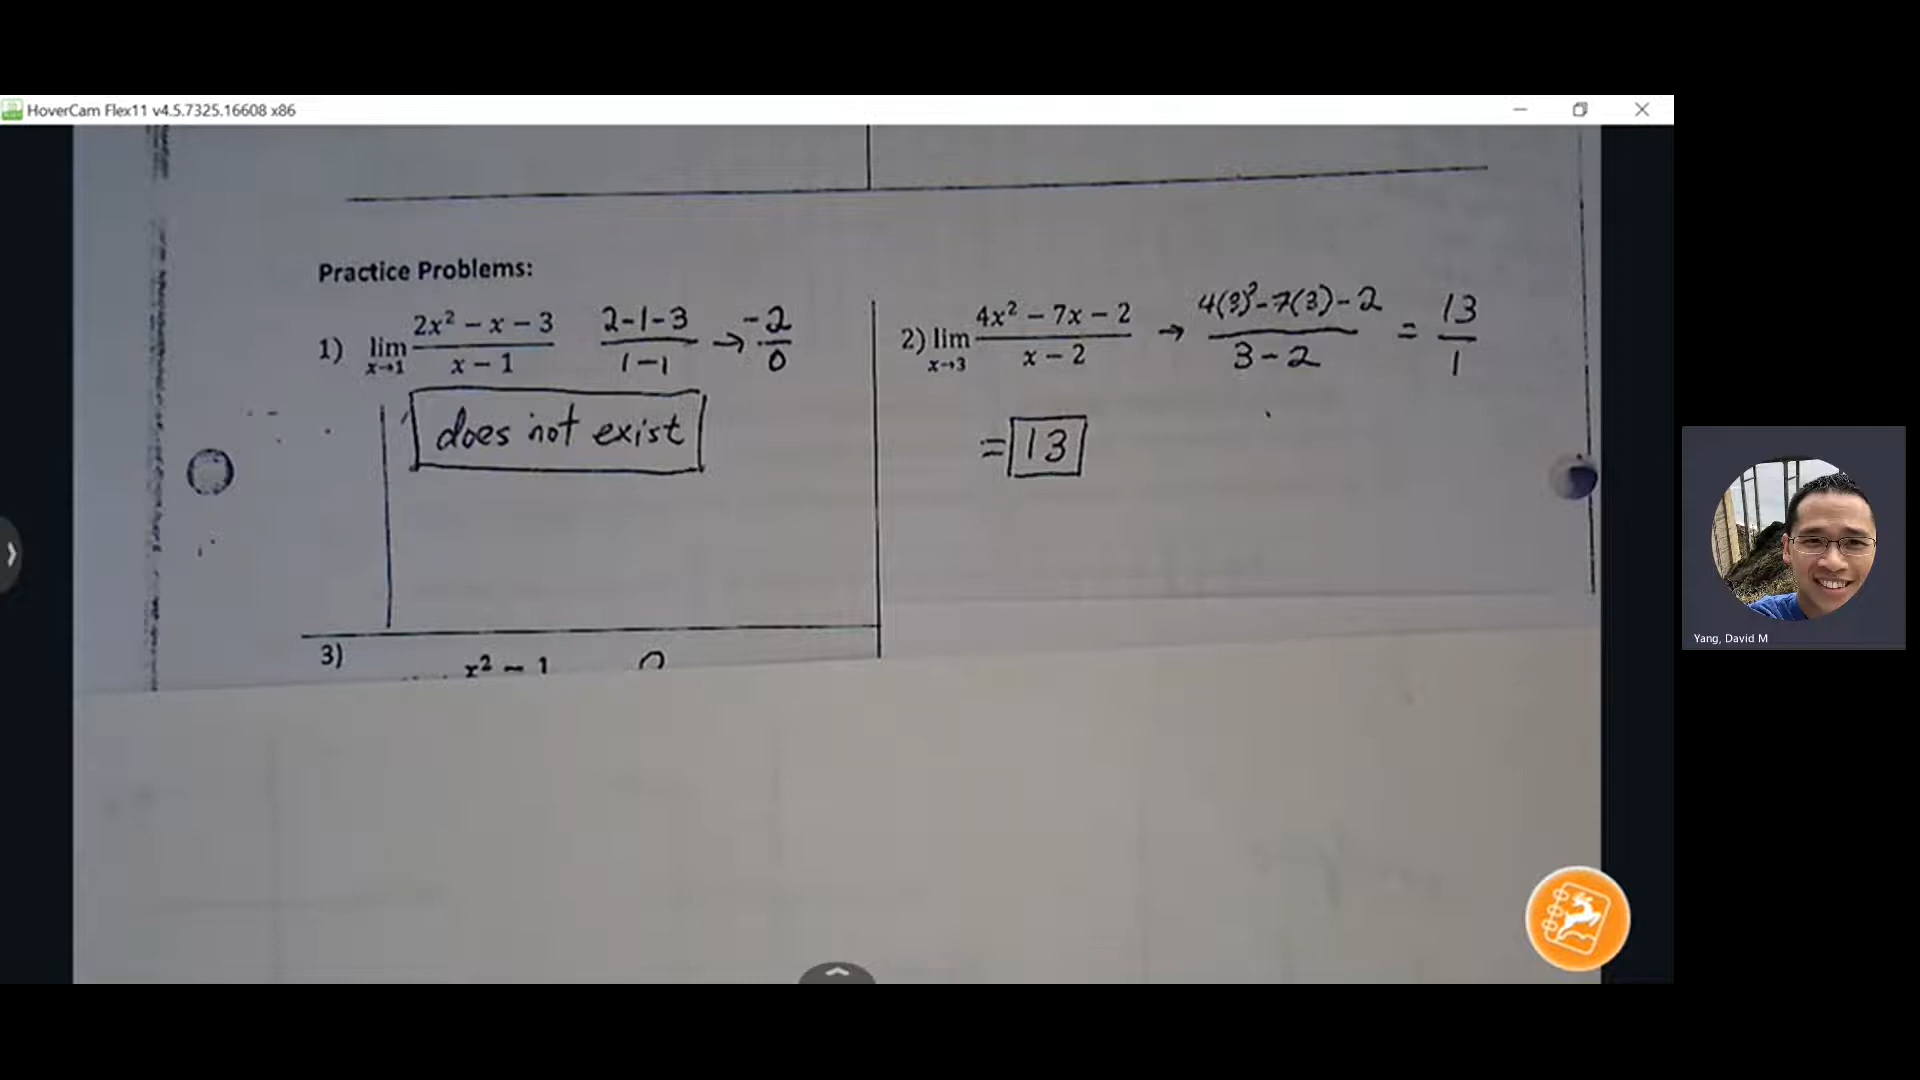 HoverCam Flex11 v4.5.7325.16608 x86
Practice Problems:
1) lim x→1 (2x² − x − 3)/(x − 1)   (2-1-3)/(1-1) → -2/0
does not exist
2) lim x→3 (4x² − 7x − 2)/(x − 2) → (4(3)²-7(3)-2)/(3-2) = 13/1
= 13
3) x² − 1
Yang, David M